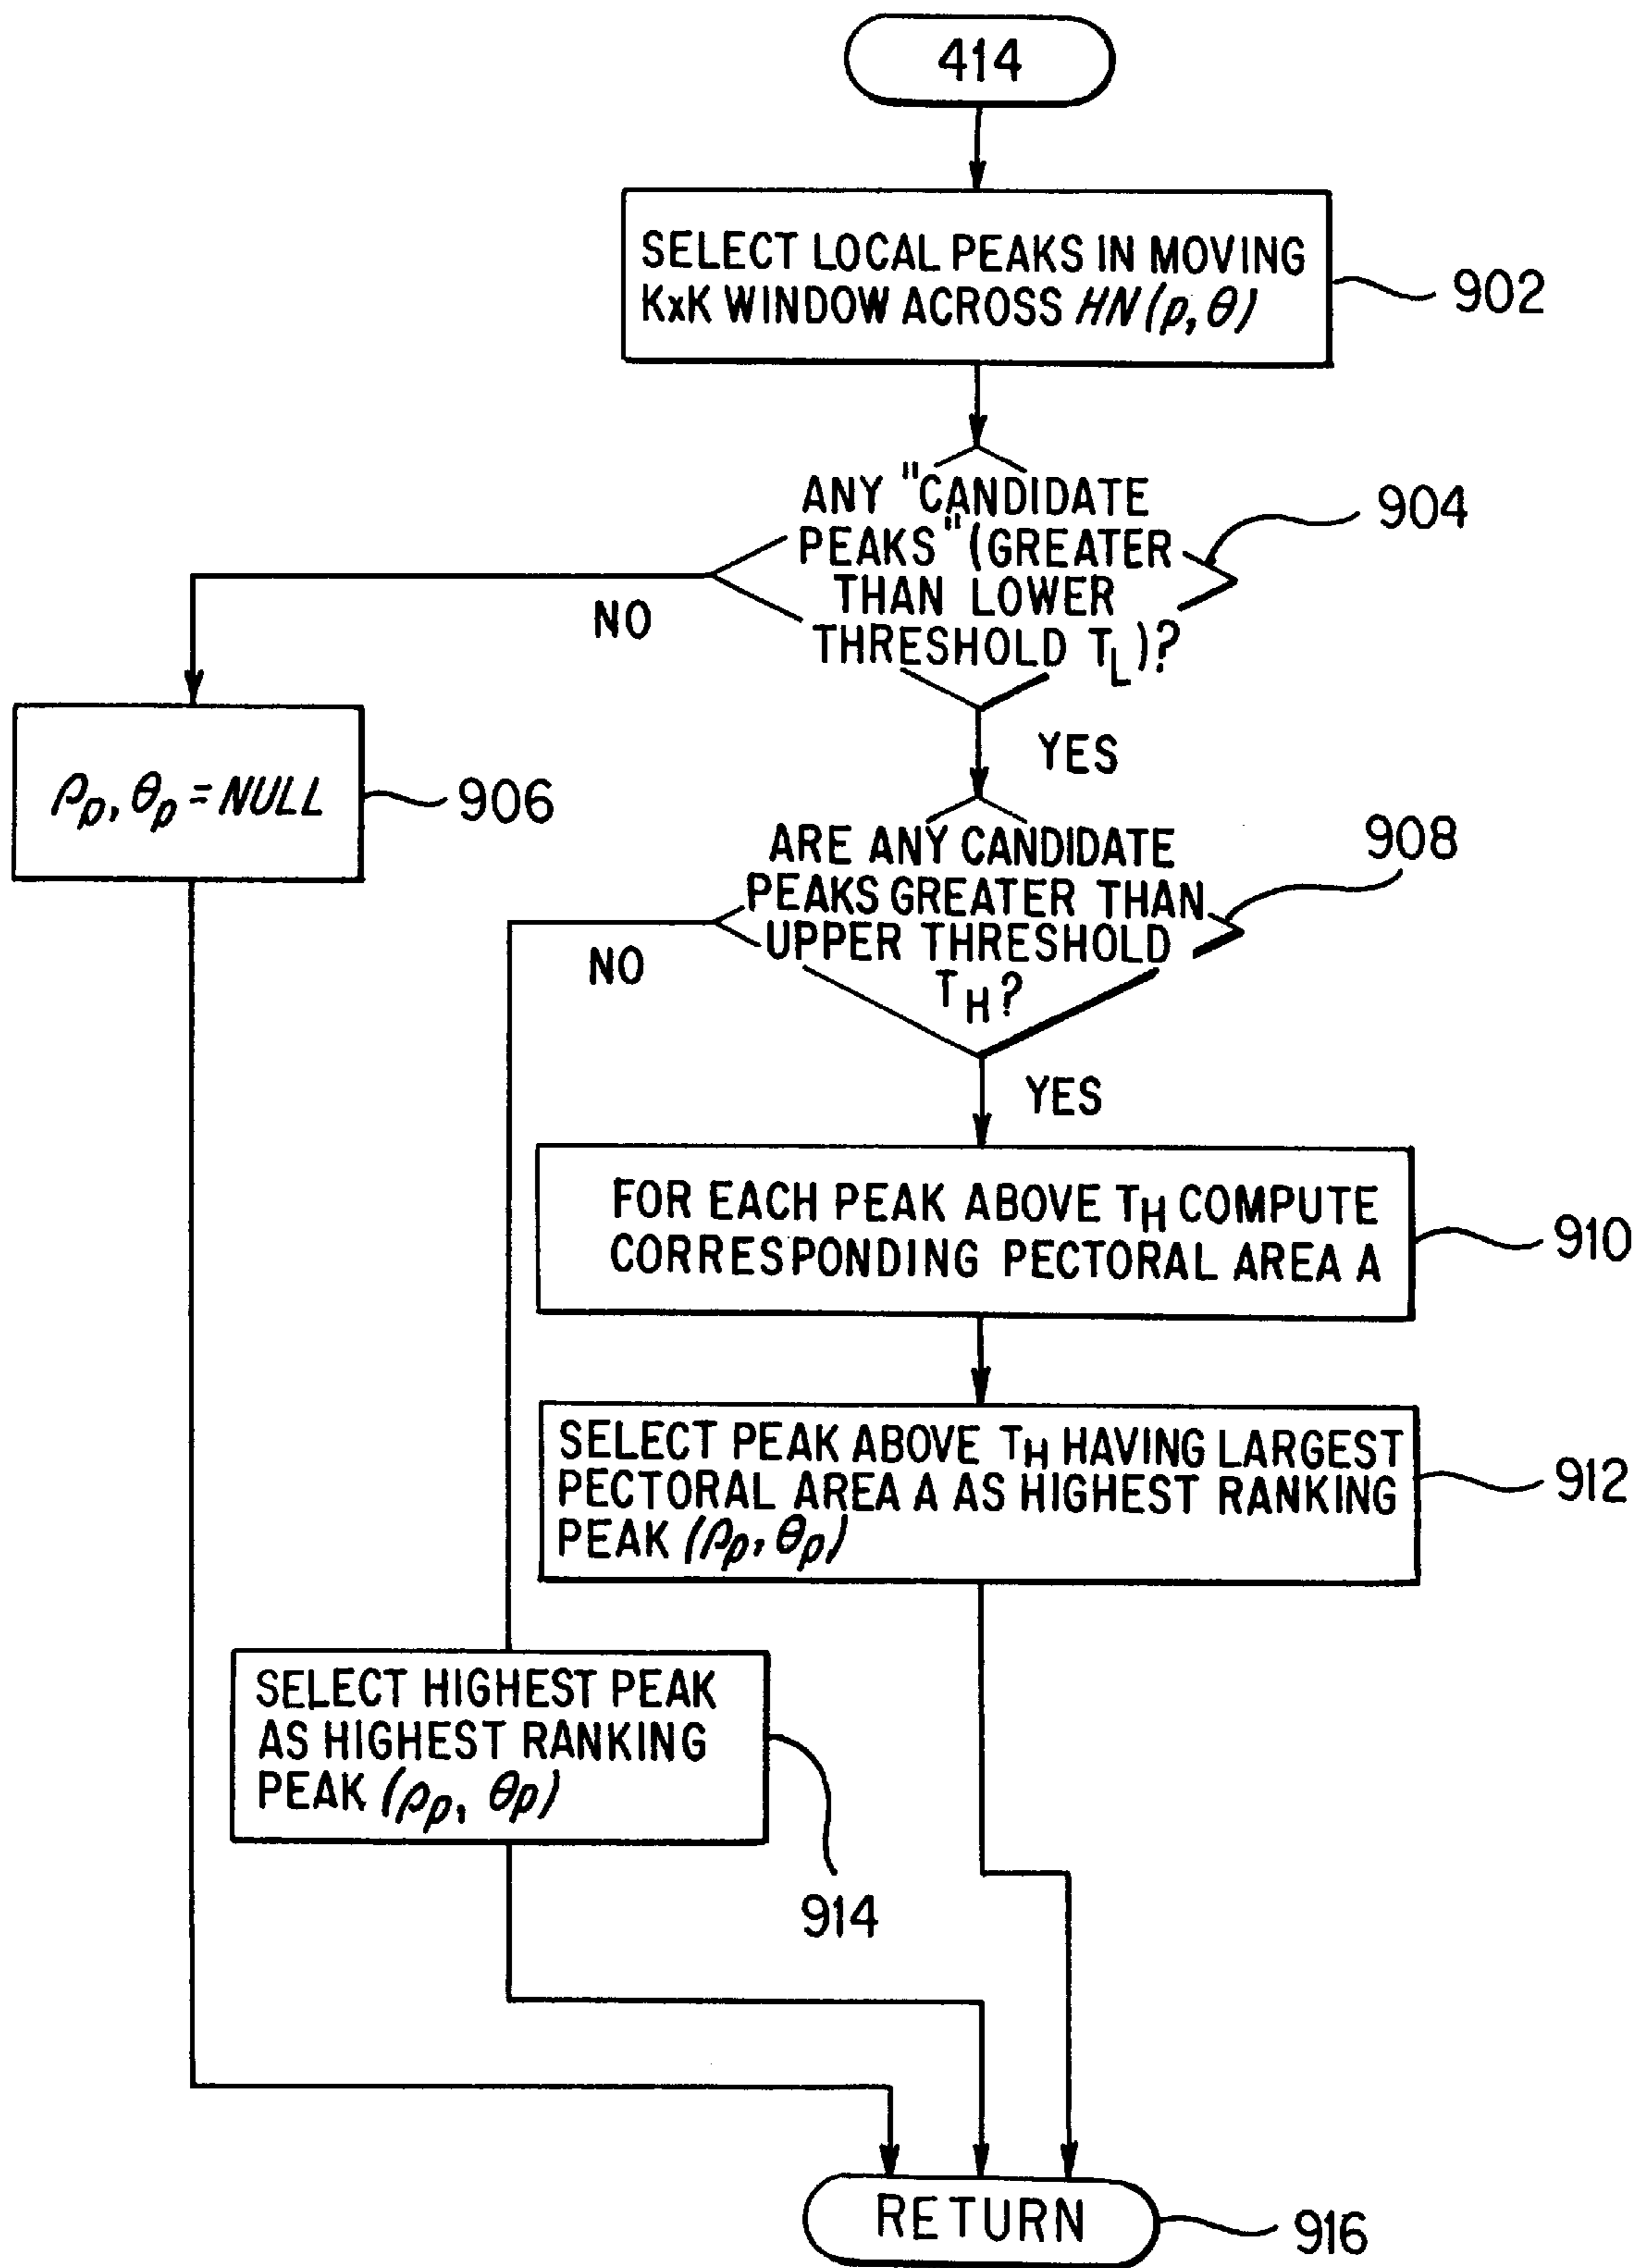 414
SELECT LOCAL PEAKS IN MOVING
KxK WINDOW ACROSS HN(ρ,θ)
902
ANY "CANDIDATE
PEAKS" (GREATER
THAN LOWER
THRESHOLD TL)?
904
NO
YES
ρp, θp = NULL
906
ARE ANY CANDIDATE
PEAKS GREATER THAN
UPPER THRESHOLD
TH?
908
NO
YES
FOR EACH PEAK ABOVE TH COMPUTE
CORRESPONDING PECTORAL AREA A
910
SELECT PEAK ABOVE TH HAVING LARGEST
PECTORAL AREA A AS HIGHEST RANKING
PEAK (ρp, θp)
912
SELECT HIGHEST PEAK
AS HIGHEST RANKING
PEAK (ρp, θp)
914
RETURN
916